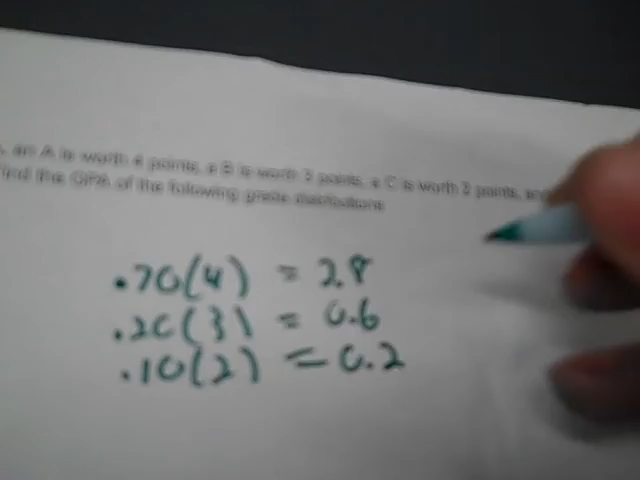 an A is worth 4 points, a B is worth 3 points, a C is worth 2 points, an
find the GPA of the following grade distributions
.70(4) = 2.8
.20(3) = 0.6
.10(2) = 0.2